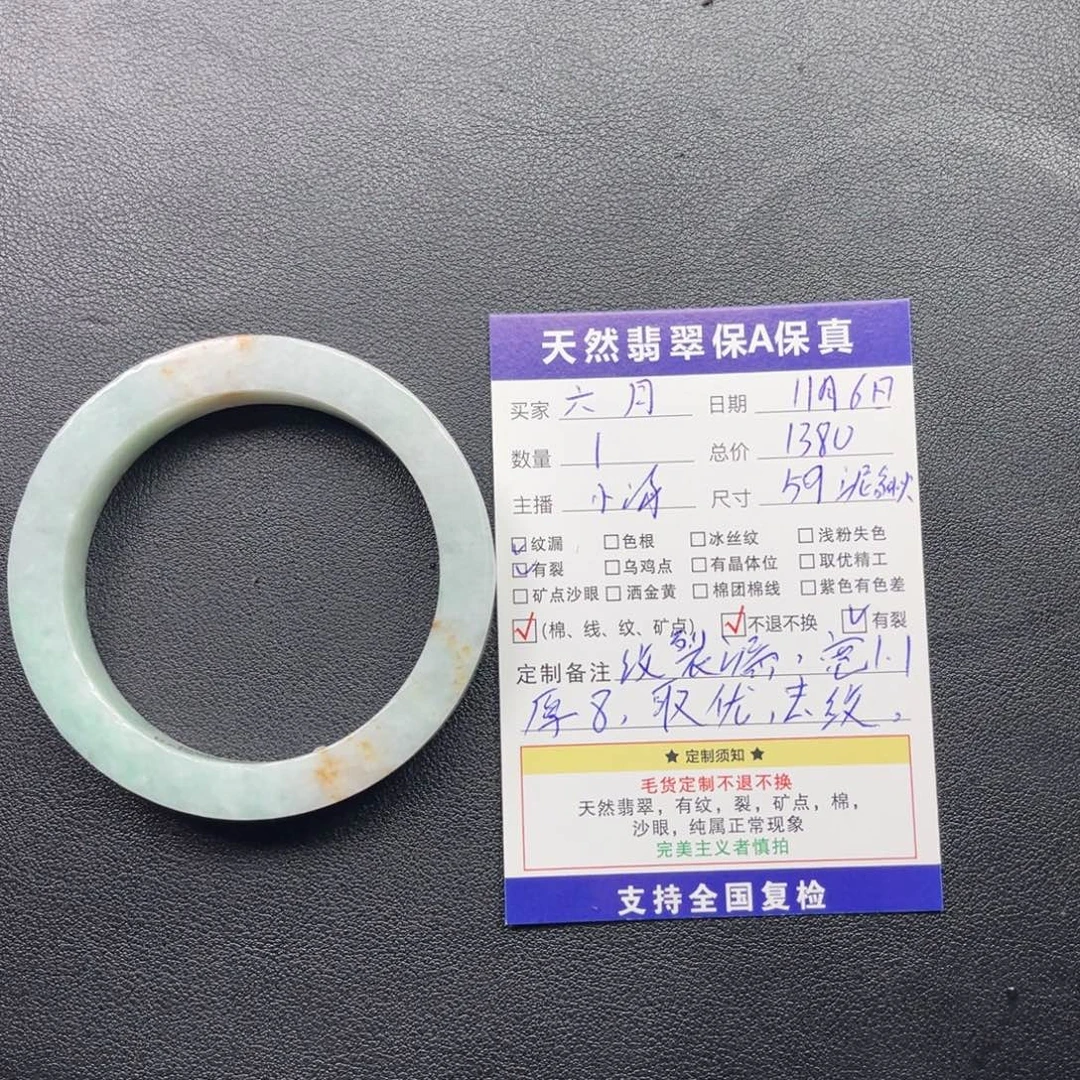 天然翡翠保A保真
买家 六月 日期 11月6日
数量 1 总价 1380
主播 小海 尺寸 59
☑纹漏 □色根 □冰丝纹 □浅粉失色
☑有裂 □乌鸡点 □有晶体位 □取优精工
□矿点沙眼 □洒金黄 □棉团棉线 □紫色有色差
☑(棉、线、纹、矿点) ☑不退不换 ☑有裂
定制备注 纹裂漏，宽11
厚8，取优，去纹。
★ 定制须知 ★
毛货定制不退不换
天然翡翠，有纹，裂，矿点，棉，
沙眼，纯属正常现象
完美主义者慎拍
支持全国复检